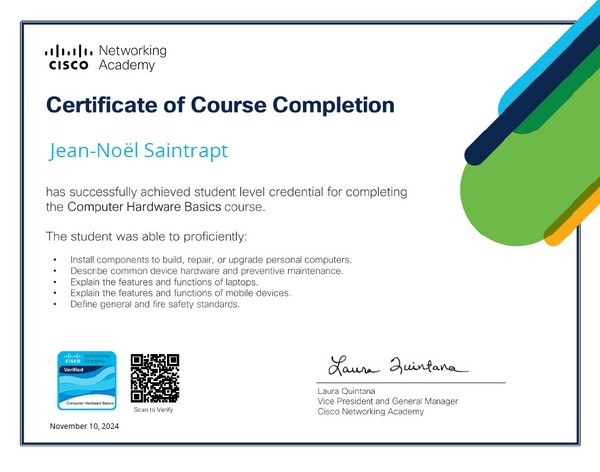 Networking
CISCO Academy
Certificate of Course Completion
Jean-Noël Saintrapt
has successfully achieved student level credential for completing
the Computer Hardware Basics course.
The student was able to proficiently:
• Install components to build, repair, or upgrade personal computers.
• Describe common device hardware and preventive maintenance.
• Explain the features and functions of laptops.
• Explain the features and functions of mobile devices.
• Define general and fire safety standards.
CISCO Networking Academy
Verified
Computer Hardware Basics
Scan to Verify
November 10, 2024
Laura Quintana
Laura Quintana
Vice President and General Manager
Cisco Networking Academy